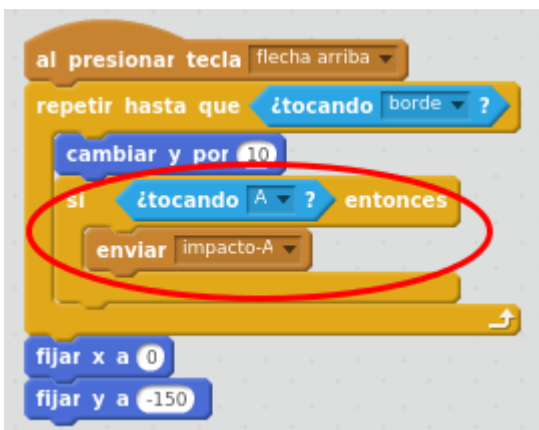 al presionar tecla flecha arriba
repetir hasta que ¿tocando borde ?
cambiar y por 10
si ¿tocando A ? entonces
enviar impacto-A
fijar x a 0
fijar y a -150